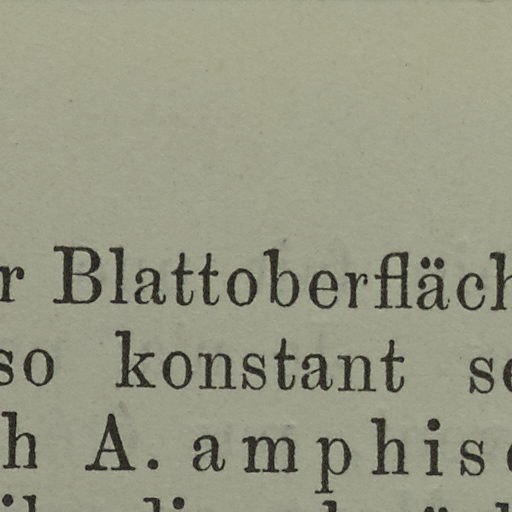 r Blattoberfläch
so konstant se
h A. amphis